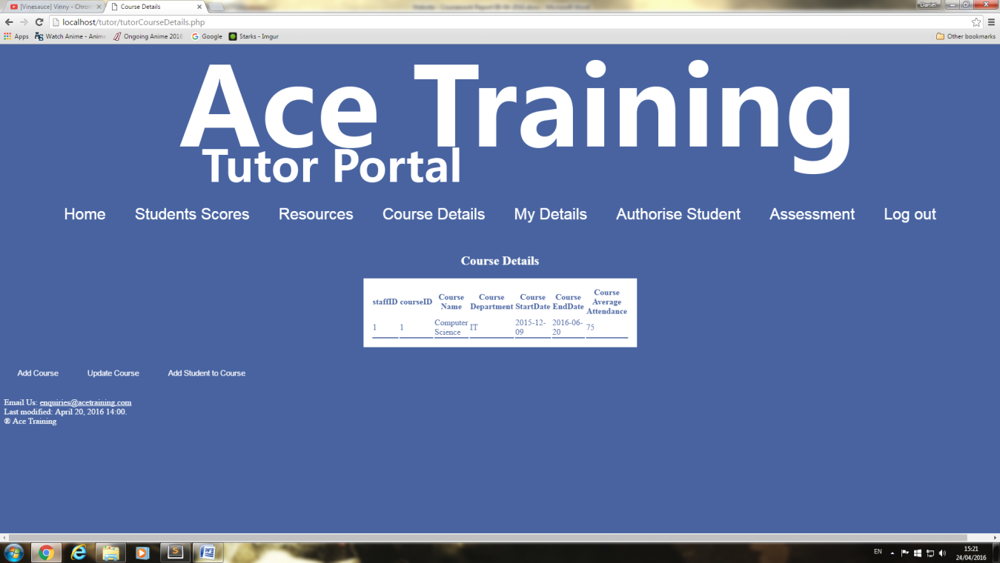 [Vinesauce] Vinny - Chro
Course Details
Daniel
localhost/tutor/tutorCourseDetails.php
Apps Watch Anime - Anim Ongoing Anime 2016 Google Starks - Imgur Other bookmarks
Ace Training
Tutor Portal
Home Students Scores Resources Course Details My Details Authorise Student Assessment Log out
Course Details
staffID courseID Course Name Course Department Course StartDate Course EndDate Course Average Attendance
1 1 Computer Science IT 2015-12-09 2016-06-20 75
Add Course Update Course Add Student to Course
Email Us: enquiries@acetraining.com
Last modified: April 20, 2016 14:00.
® Ace Training
EN
15:21
24/04/2016